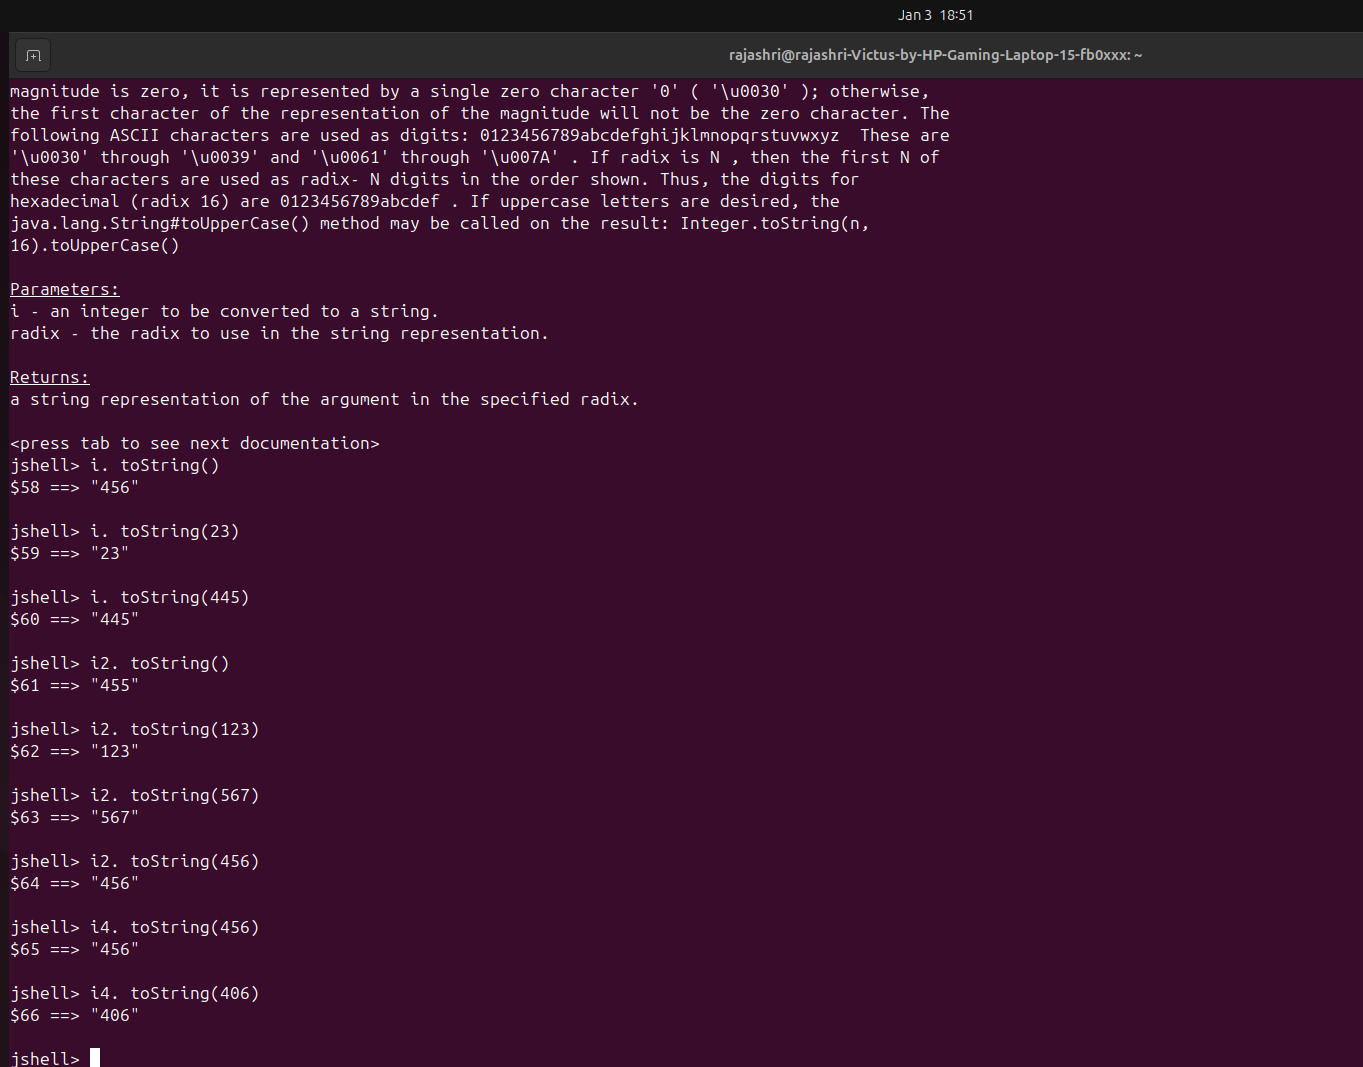 Jan 3 18:51
rajashri@rajashri-Victus-by-HP-Gaming-Laptop-15-fb0xxx: ~
magnitude is zero, it is represented by a single zero character '0' ( '\u0030' ); otherwise,
the first character of the representation of the magnitude will not be the zero character. The
following ASCII characters are used as digits: 0123456789abcdefghijklmnopqrstuvwxyz  These are
'\u0030' through '\u0039' and '\u0061' through '\u007A' . If radix is N , then the first N of
these characters are used as radix- N digits in the order shown. Thus, the digits for
hexadecimal (radix 16) are 0123456789abcdef . If uppercase letters are desired, the
java.lang.String#toUpperCase() method may be called on the result: Integer.toString(n,
16).toUpperCase()
Parameters:
i - an integer to be converted to a string.
radix - the radix to use in the string representation.
Returns:
a string representation of the argument in the specified radix.
<press tab to see next documentation>
jshell> i. toString()
$58 ==> "456"
jshell> i. toString(23)
$59 ==> "23"
jshell> i. toString(445)
$60 ==> "445"
jshell> i2. toString()
$61 ==> "455"
jshell> i2. toString(123)
$62 ==> "123"
jshell> i2. toString(567)
$63 ==> "567"
jshell> i2. toString(456)
$64 ==> "456"
jshell> i4. toString(456)
$65 ==> "456"
jshell> i4. toString(406)
$66 ==> "406"
jshell>